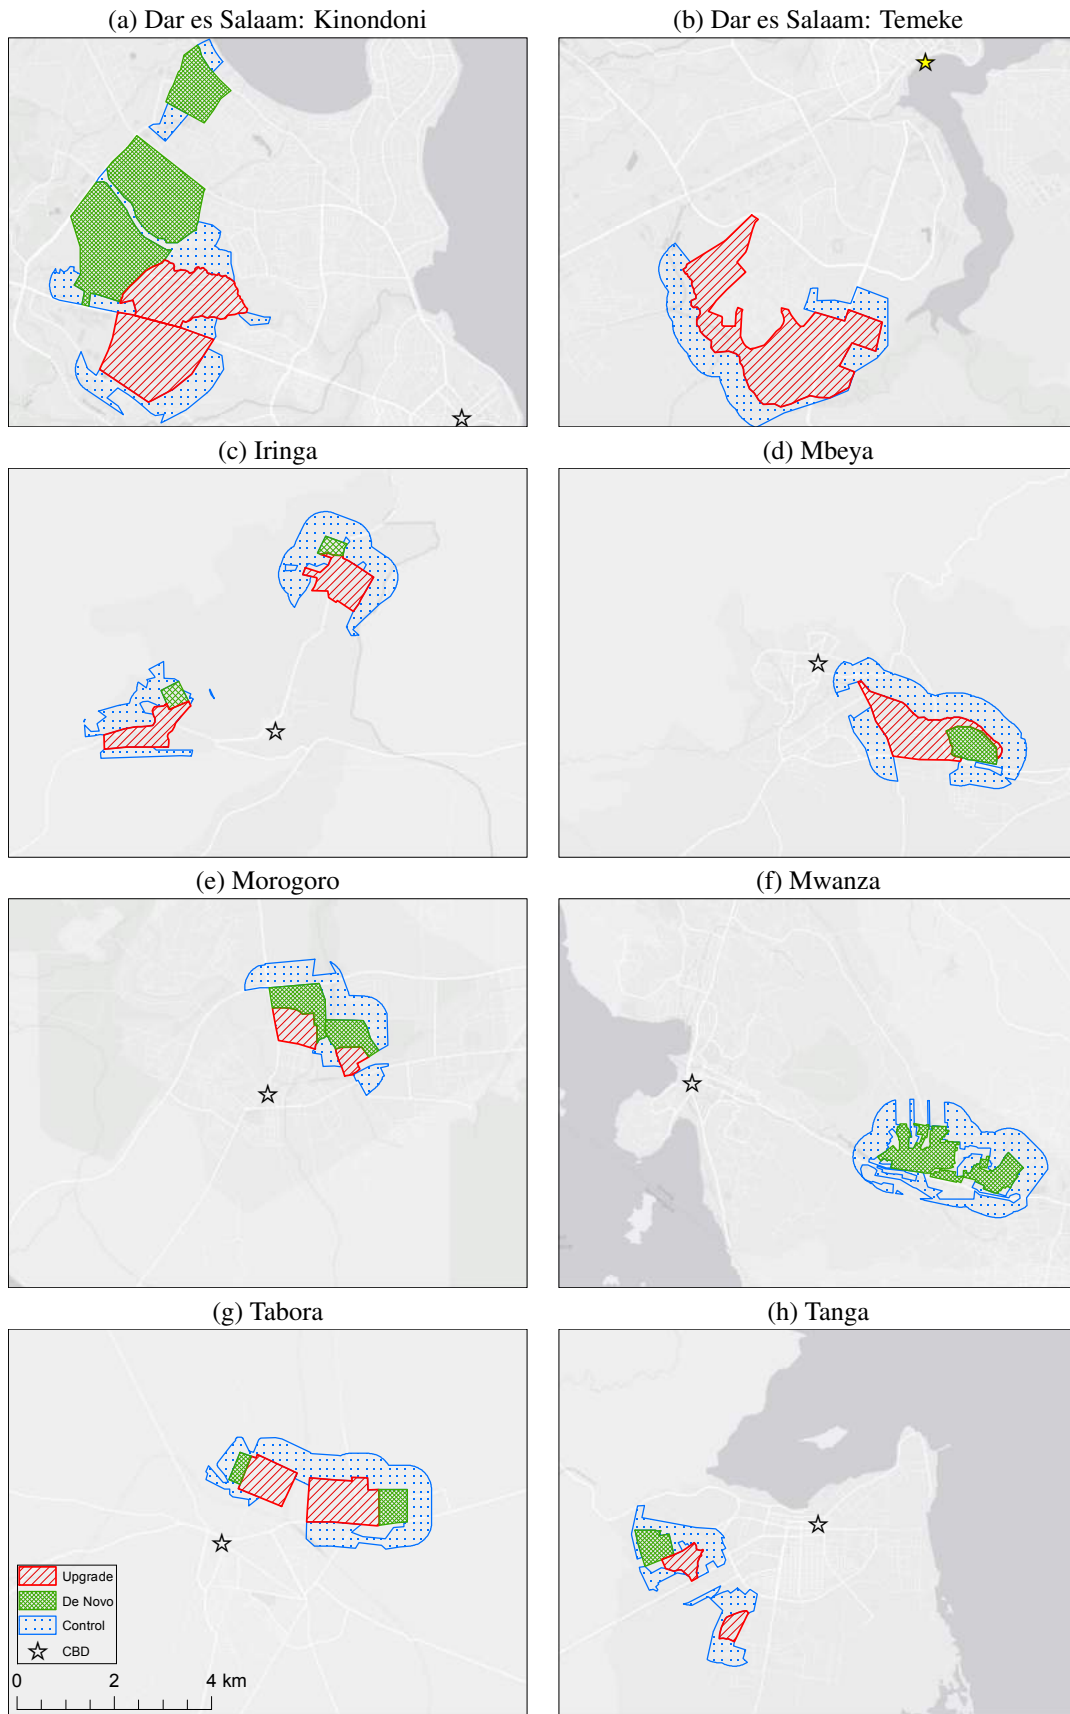 (a) Dar es Salaam: Kinondoni
(b) Dar es Salaam: Temeke
(c) Iringa
(d) Mbeya
(e) Morogoro
(f) Mwanza
(g) Tabora
(h) Tanga
Upgrade
De Novo
Control
CBD
0 2 4 km